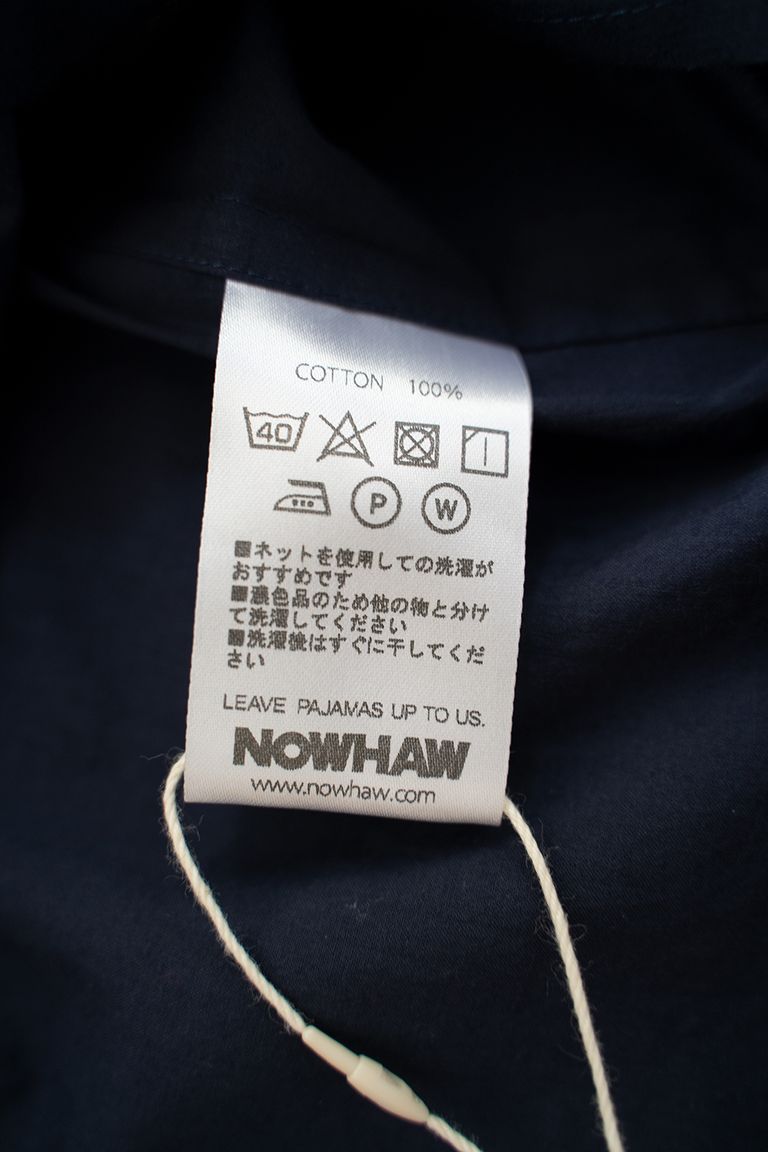 COTTON 100%
40
P W
■ネットを使用しての洗濯が
おすすめです
■濃色品のため他の物と分け
て洗濯してください
■洗濯後はすぐに干してくだ
さい
LEAVE PAJAMAS UP TO US.
NOWHAW
www.nowhaw.com